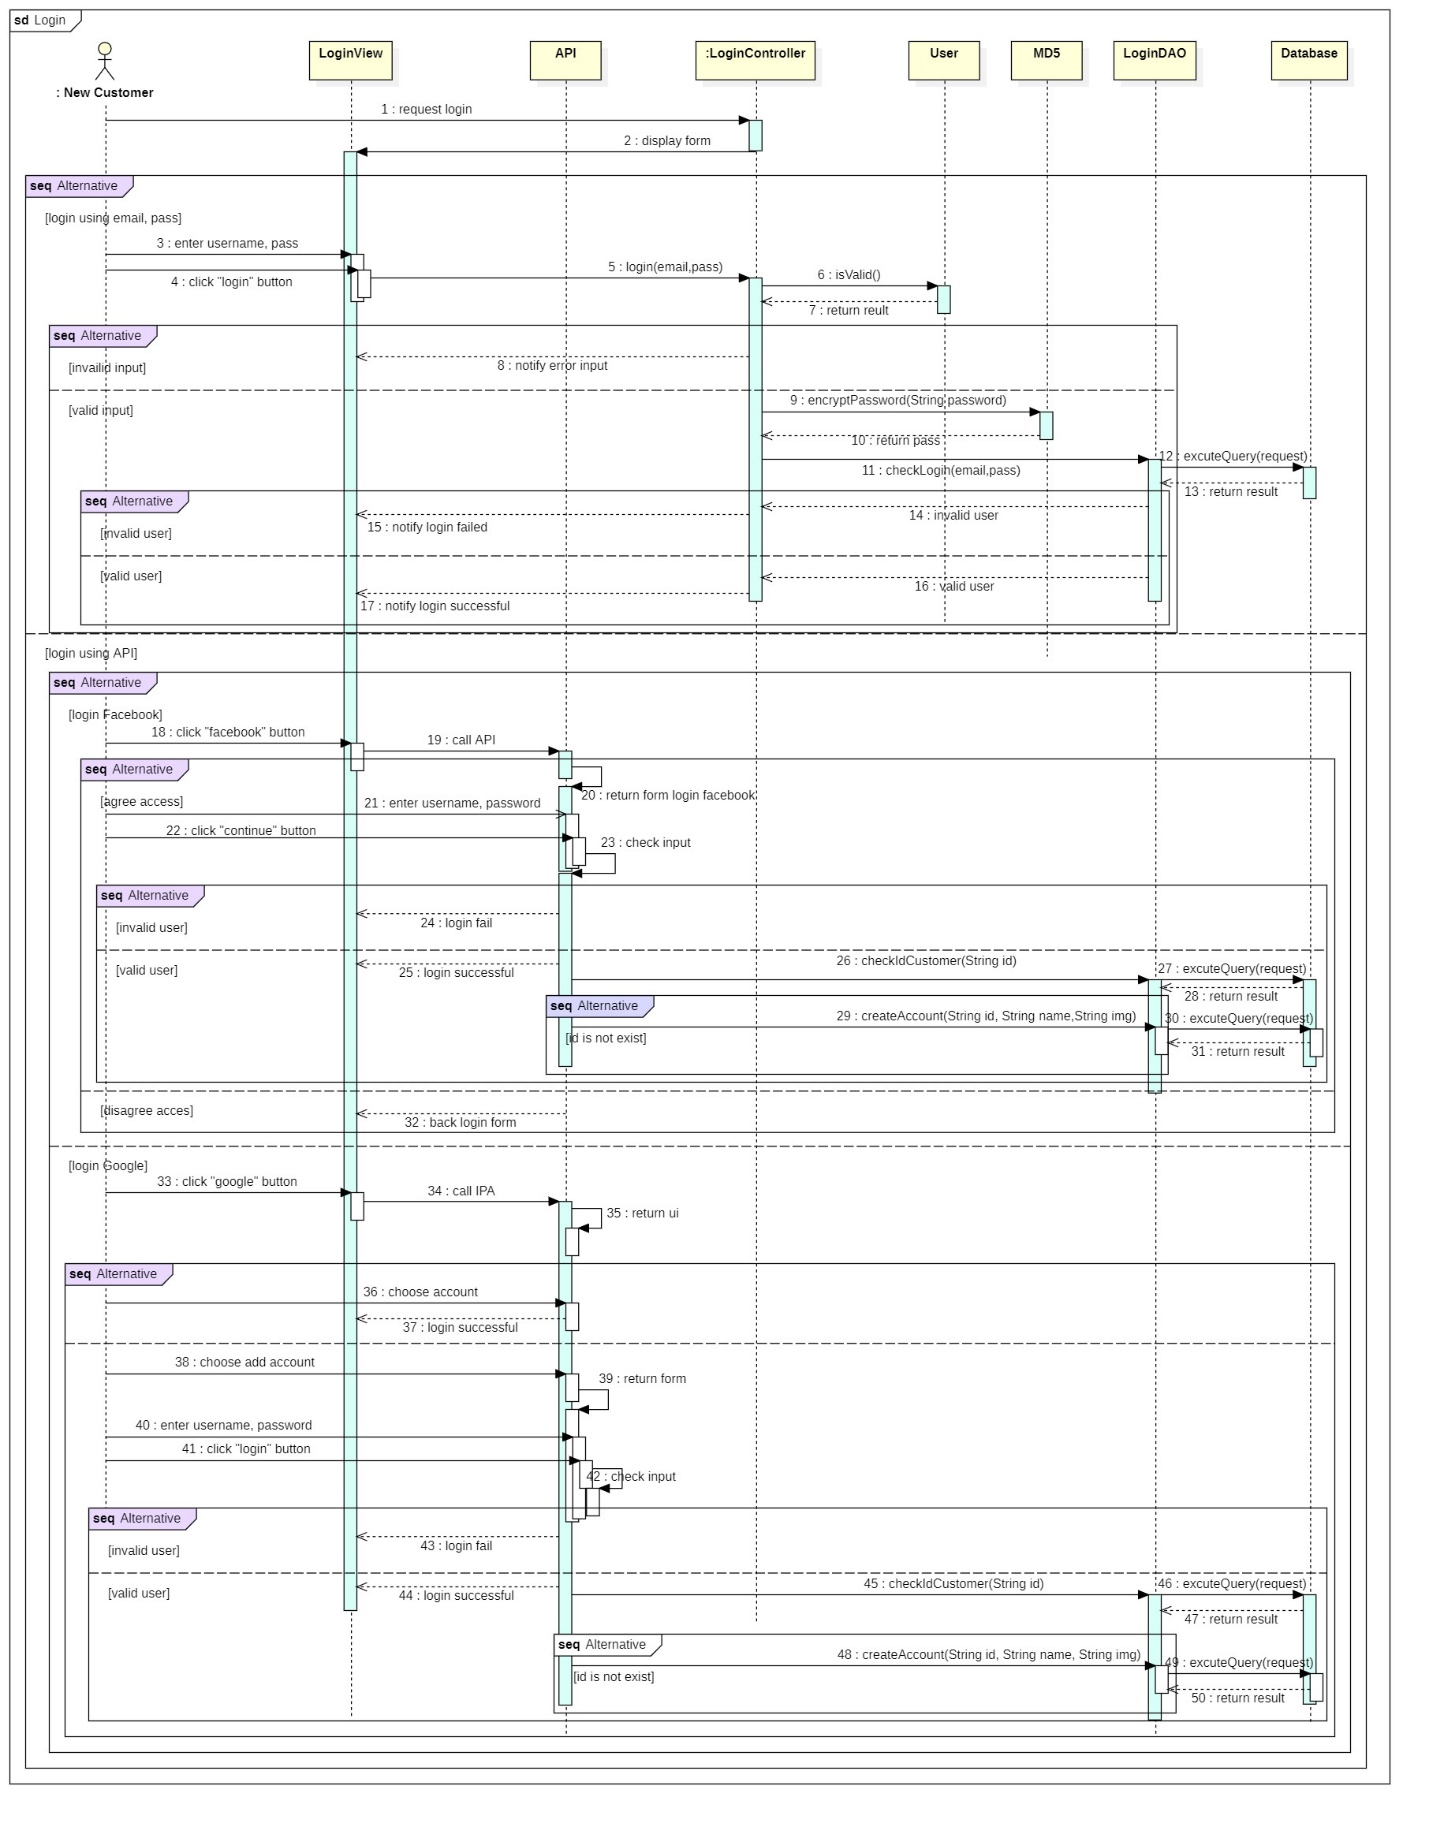 sd Login
LoginView
API
:LoginController
User
MD5
LoginDAO
Database
: New Customer
1 : request login
2 : display form
seq Alternative
[login using email, pass]
3 : enter username, pass
4 : click "login" button
5 : login(email,pass)
6 : isValid()
7 : return reult
seq Alternative
[invailid input]
8 : notify error input
[valid input]
9 : encryptPassword(String password)
10 : return pass
11 : checkLogin(email,pass)
12 : excuteQuery(request)
13 : return result
seq Alternative
14 : invalid user
15 : notify login failed
[invalid user]
[valid user]
16 : valid user
17 : notify login successful
[login using API]
seq Alternative
[login Facebook]
18 : click "facebook" button
19 : call API
seq Alternative
20 : return form login facebook
[agree access]
21 : enter username, password
22 : click "continue" button
23 : check input
seq Alternative
24 : login fail
[invalid user]
[valid user]
25 : login successful
26 : checkIdCustomer(String id)
27 : excuteQuery(request)
28 : return result
seq Alternative
29 : createAccount(String id, String name,String img)
30 : excuteQuery(request)
[id is not exist]
31 : return result
[disagree acces]
32 : back login form
[login Google]
33 : click "google" button
34 : call IPA
35 : return ui
seq Alternative
36 : choose account
37 : login successful
38 : choose add account
39 : return form
40 : enter username, password
41 : click "login" button
42 : check input
seq Alternative
43 : login fail
[invalid user]
[valid user]
44 : login successful
45 : checkIdCustomer(String id)
46 : excuteQuery(request)
47 : return result
seq Alternative
48 : createAccount(String id, String name, String img)
49 : excuteQuery(request)
[id is not exist]
50 : return result